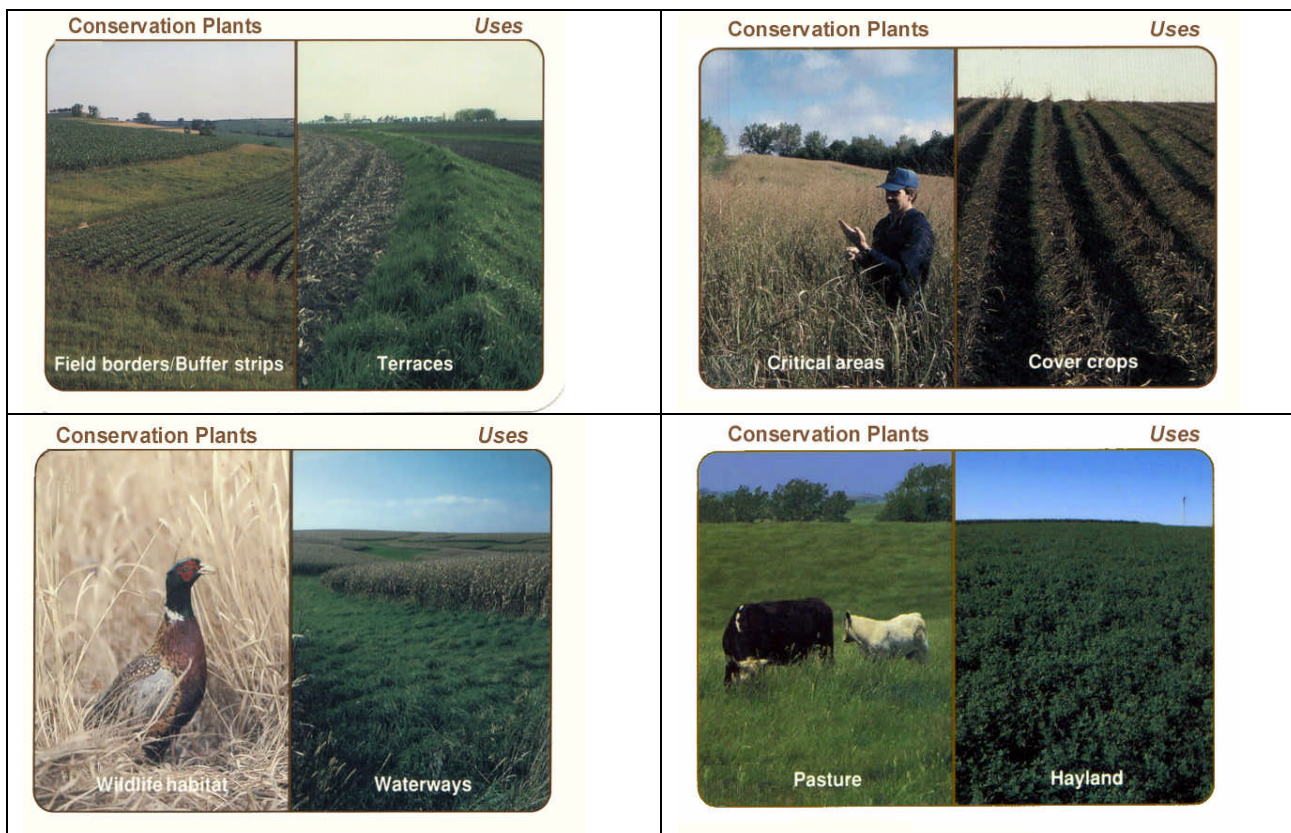 Conservation Plants Uses
Field borders/Buffer strips Terraces
Conservation Plants Uses
Critical areas Cover crops
Conservation Plants Uses
Wildlife habitat Waterways
Conservation Plants Uses
Pasture Hayland